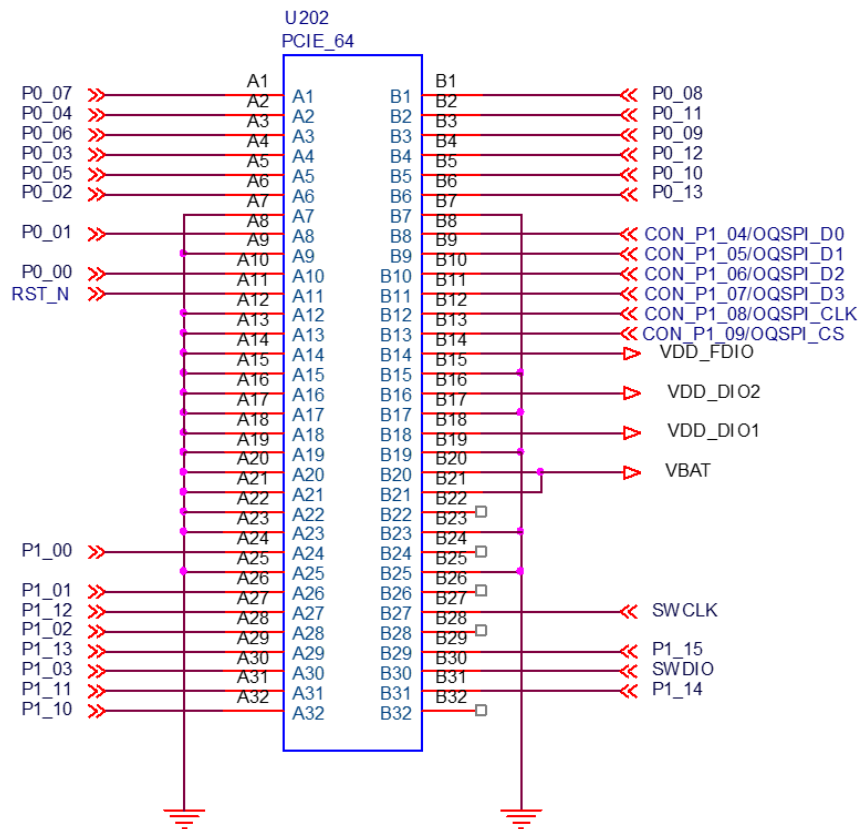 U202
PCIE_64
P0_07 A1 A1 B1 B1 P0_08
P0_04 A2 A2 B2 B2 P0_11
P0_06 A3 A3 B3 B3 P0_09
P0_03 A4 A4 B4 B4 P0_12
P0_05 A5 A5 B5 B5 P0_10
P0_02 A6 A6 B6 B6 P0_13
A7 A7 B7 B7
P0_01 A8 A8 B8 B8 CON_P1_04/OQSPI_D0
A9 A9 B9 B9 CON_P1_05/OQSPI_D1
P0_00 A10 A10 B10 B10 CON_P1_06/OQSPI_D2
RST_N A11 A11 B11 B11 CON_P1_07/OQSPI_D3
A12 A12 B12 B12 CON_P1_08/OQSPI_CLK
A13 A13 B13 B13 CON_P1_09/OQSPI_CS
A14 A14 B14 B14 VDD_FDIO
A15 A15 B15 B15
A16 A16 B16 B16 VDD_DIO2
A17 A17 B17 B17
A18 A18 B18 B18 VDD_DIO1
A19 A19 B19 B19
A20 A20 B20 B20 VBAT
A21 A21 B21 B21
A22 A22 B22 B22
A23 A23 B23 B23
P1_00 A24 A24 B24 B24
A25 A25 B25 B25
P1_01 A26 A26 B26 B26
P1_12 A27 A27 B27 B27 SWCLK
P1_02 A28 A28 B28 B28
P1_13 A29 A29 B29 B29 P1_15
P1_03 A30 A30 B30 B30 SWDIO
P1_11 A31 A31 B31 B31 P1_14
P1_10 A32 A32 B32 B32